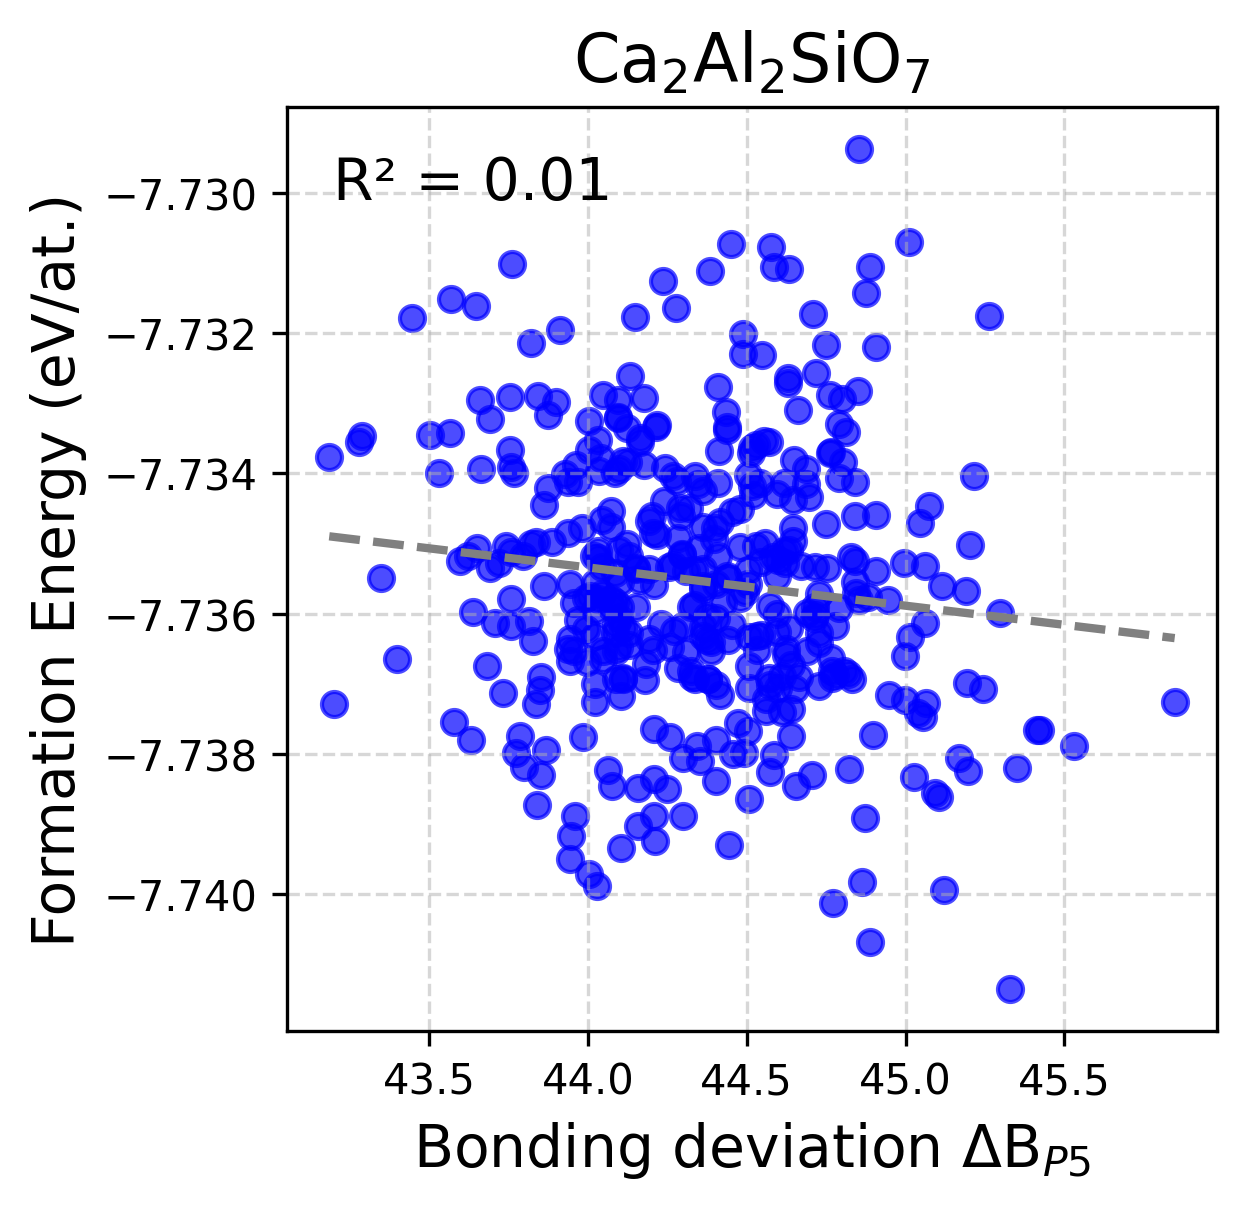 Ca₂Al₂SiO₇
R² = 0.01
Formation Energy (eV/at.)
−7.730
−7.732
−7.734
−7.736
−7.738
−7.740
43.5 44.0 44.5 45.0 45.5
Bonding deviation ΔB_P5